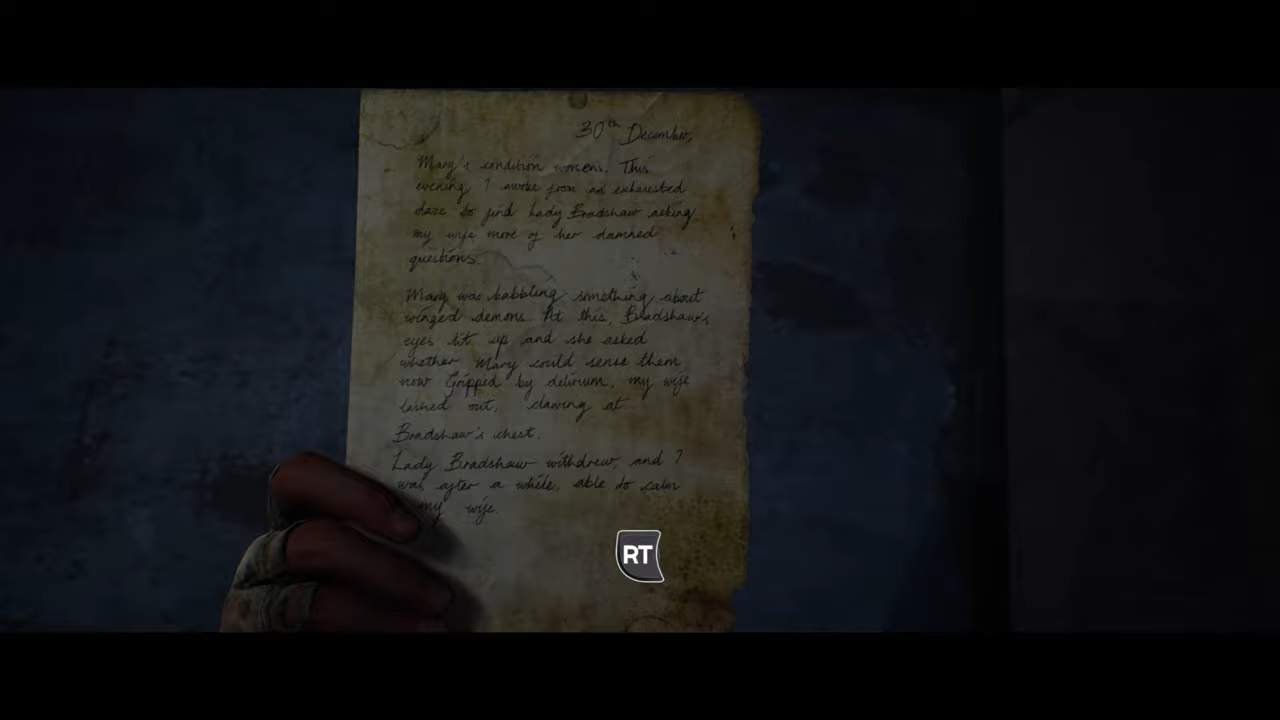 30th December,
Mary's condition worsens. This
evening I awoke from an exhausted
daze to find Lady Bradshaw asking
my wife more of her damned
questions.
Mary was babbling something about
winged demons. At this, Bradshaw's
eyes lit up and she asked
whether Mary could sense them
now. Gripped by delirium, my wife
lashed out, clawing at
Bradshaw's chest.
Lady Bradshaw withdrew, and I
was, after a while, able to calm
my wife.
RT